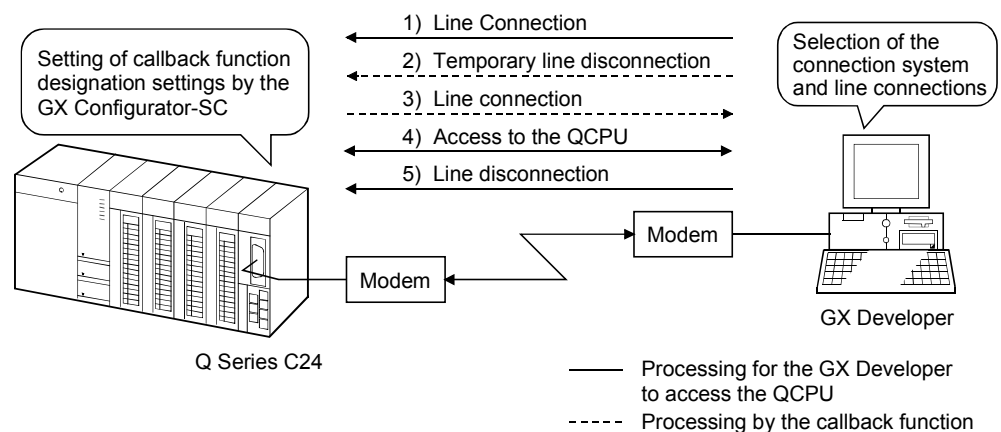 1) Line Connection
Setting of callback function
designation settings by the
GX Configurator-SC
2) Temporary line disconnection
3) Line connection
4) Access to the QCPU
5) Line disconnection
Selection of the
connection system
and line connections
Modem
Modem
Q Series C24
GX Developer
Processing for the GX Developer
to access the QCPU
Processing by the callback function